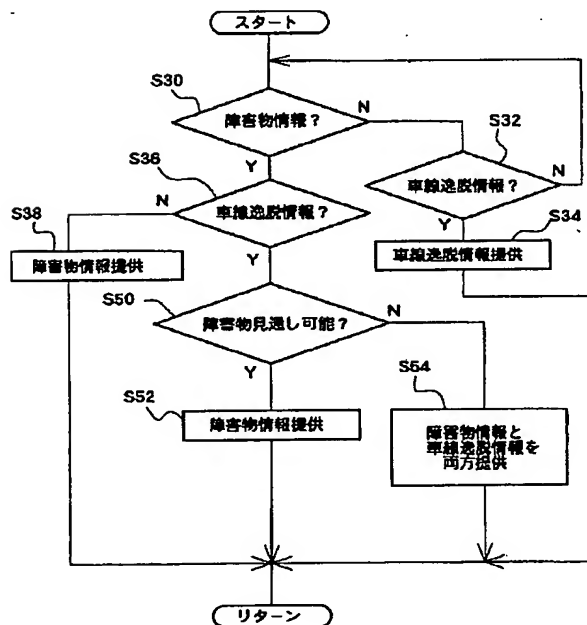 スタート
S30
障害物情報？
N
Y
S32
車線逸脱情報？
N
Y
S34
車線逸脱情報提供
S36
車線逸脱情報？
N
Y
S38
障害物情報提供
S50
障害物見通し可能？
N
Y
S52
障害物情報提供
S54
障害物情報と
車線逸脱情報を
両方提供
リターン